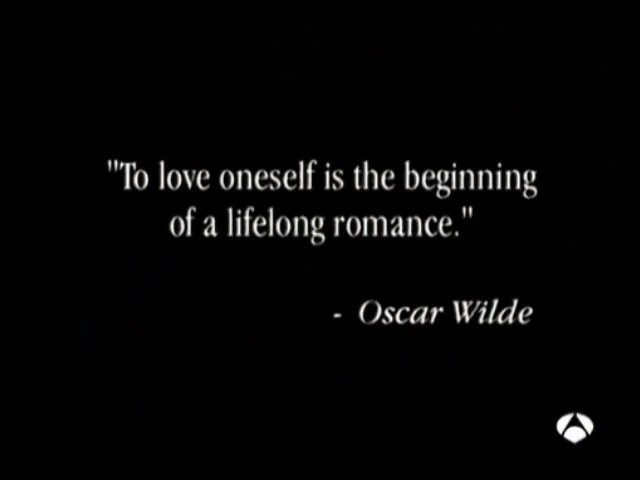 "To love oneself is the beginning
of a lifelong romance."
- Oscar Wilde